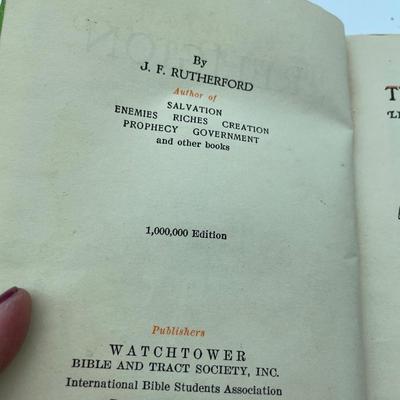 By
J. F. RUTHERFORD
Author of
SALVATION
ENEMIES RICHES CREATION
PROPHECY GOVERNMENT
and other books
1,000,000 Edition
Publishers
WATCHTOWER
BIBLE AND TRACT SOCIETY, INC.
International Bible Students Association